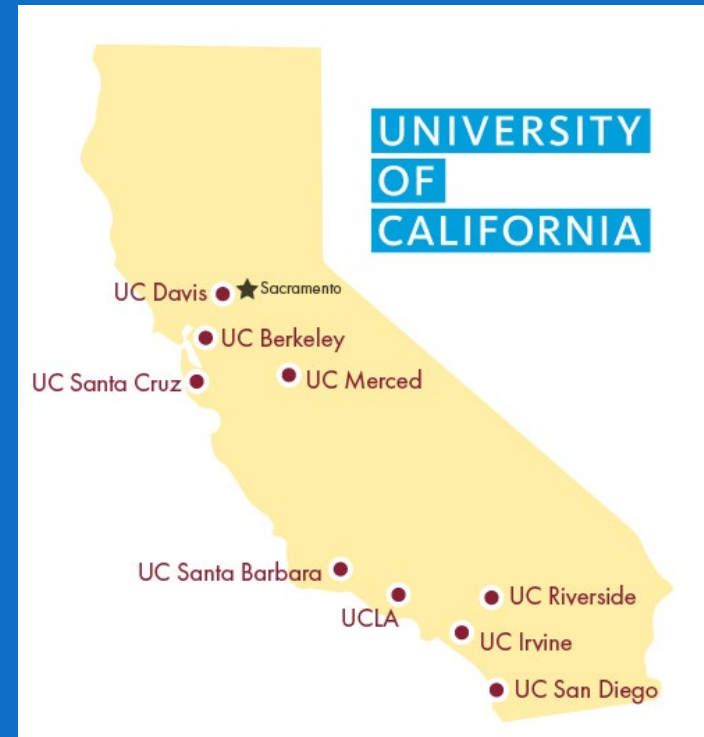 UNIVERSITY
OF
CALIFORNIA
UC Davis
Sacramento
UC Berkeley
UC Santa Cruz
UC Merced
UC Santa Barbara
UCLA
UC Riverside
UC Irvine
UC San Diego